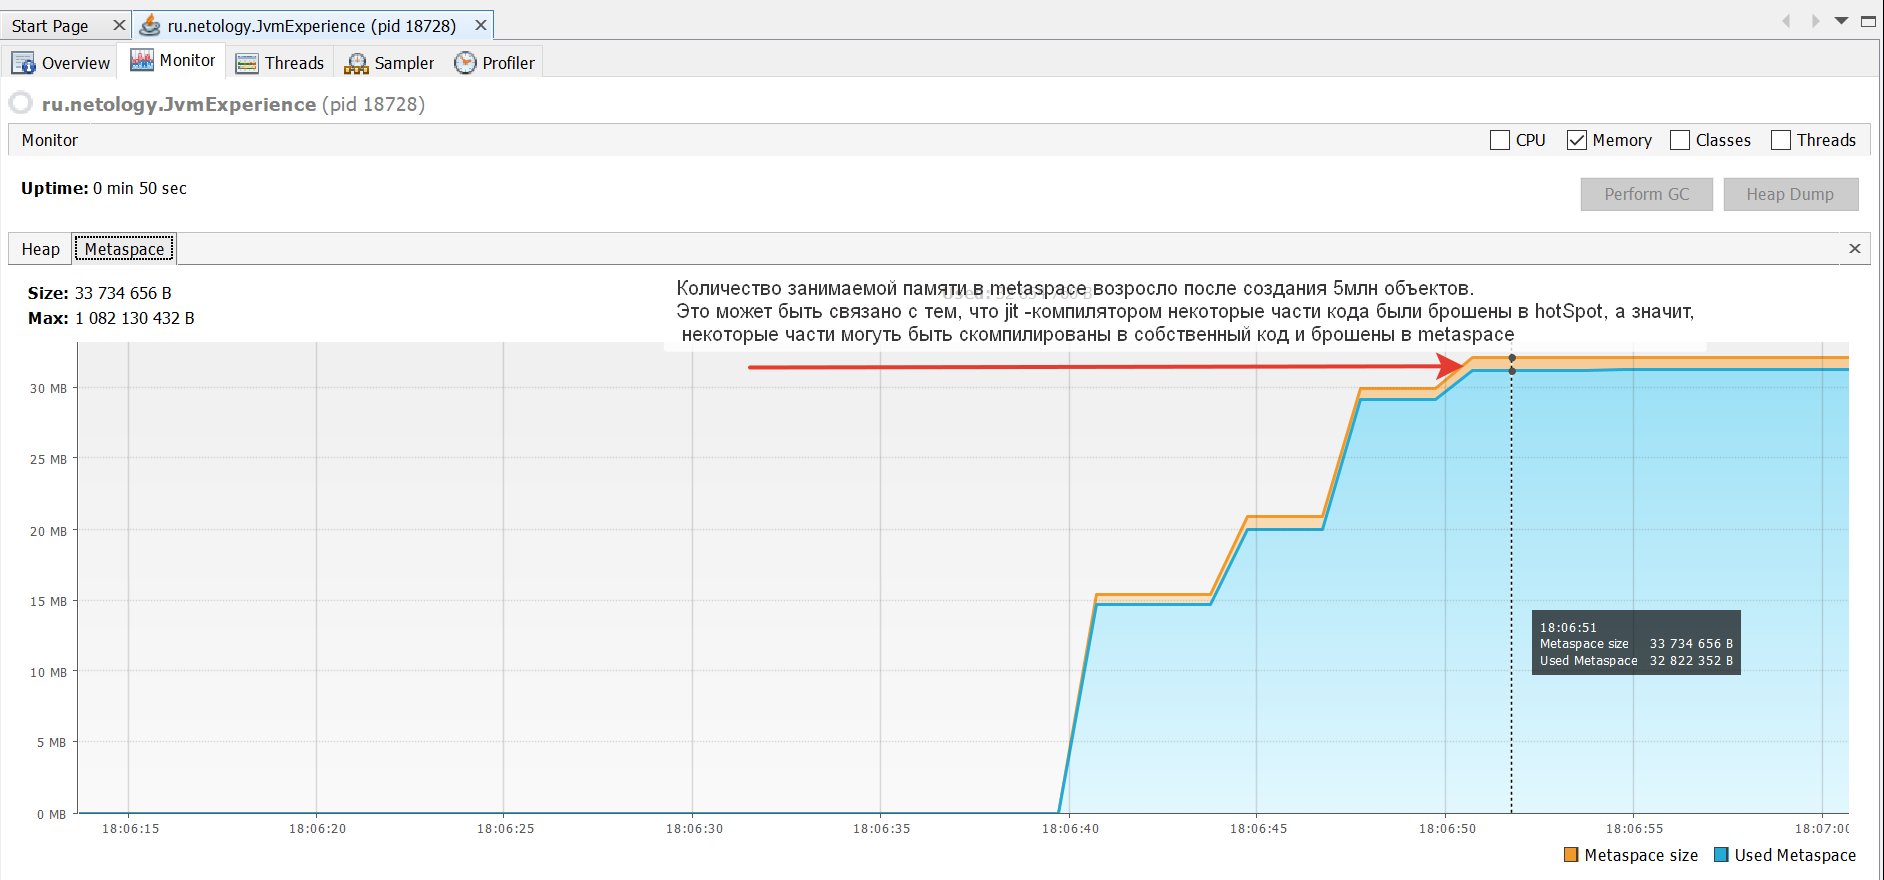 Start Page
ru.netology.JvmExperience (pid 18728)
Overview
Monitor
Threads
Sampler
Profiler
ru.netology.JvmExperience (pid 18728)
Monitor
CPU
Memory
Classes
Threads
Uptime: 0 min 50 sec
Perform GC
Heap Dump
Heap
Metaspace
Size: 33 734 656 B
Max: 1 082 130 432 B
Количество занимаемой памяти в metaspace возросло после создания 5млн объектов.
Это может быть связано с тем, что jit -компилятором некоторые части кода были брошены в hotSpot, а значит,
некоторые части могуть быть скомпилированы в собственный код и брошены в metaspace
30 MB
25 MB
20 MB
15 MB
10 MB
5 MB
0 MB
18:06:51
Metaspace size 33 734 656 B
Used Metaspace 32 822 352 B
18:06:15
18:06:20
18:06:25
18:06:30
18:06:35
18:06:40
18:06:45
18:06:50
18:06:55
18:07:00
Metaspace size
Used Metaspace